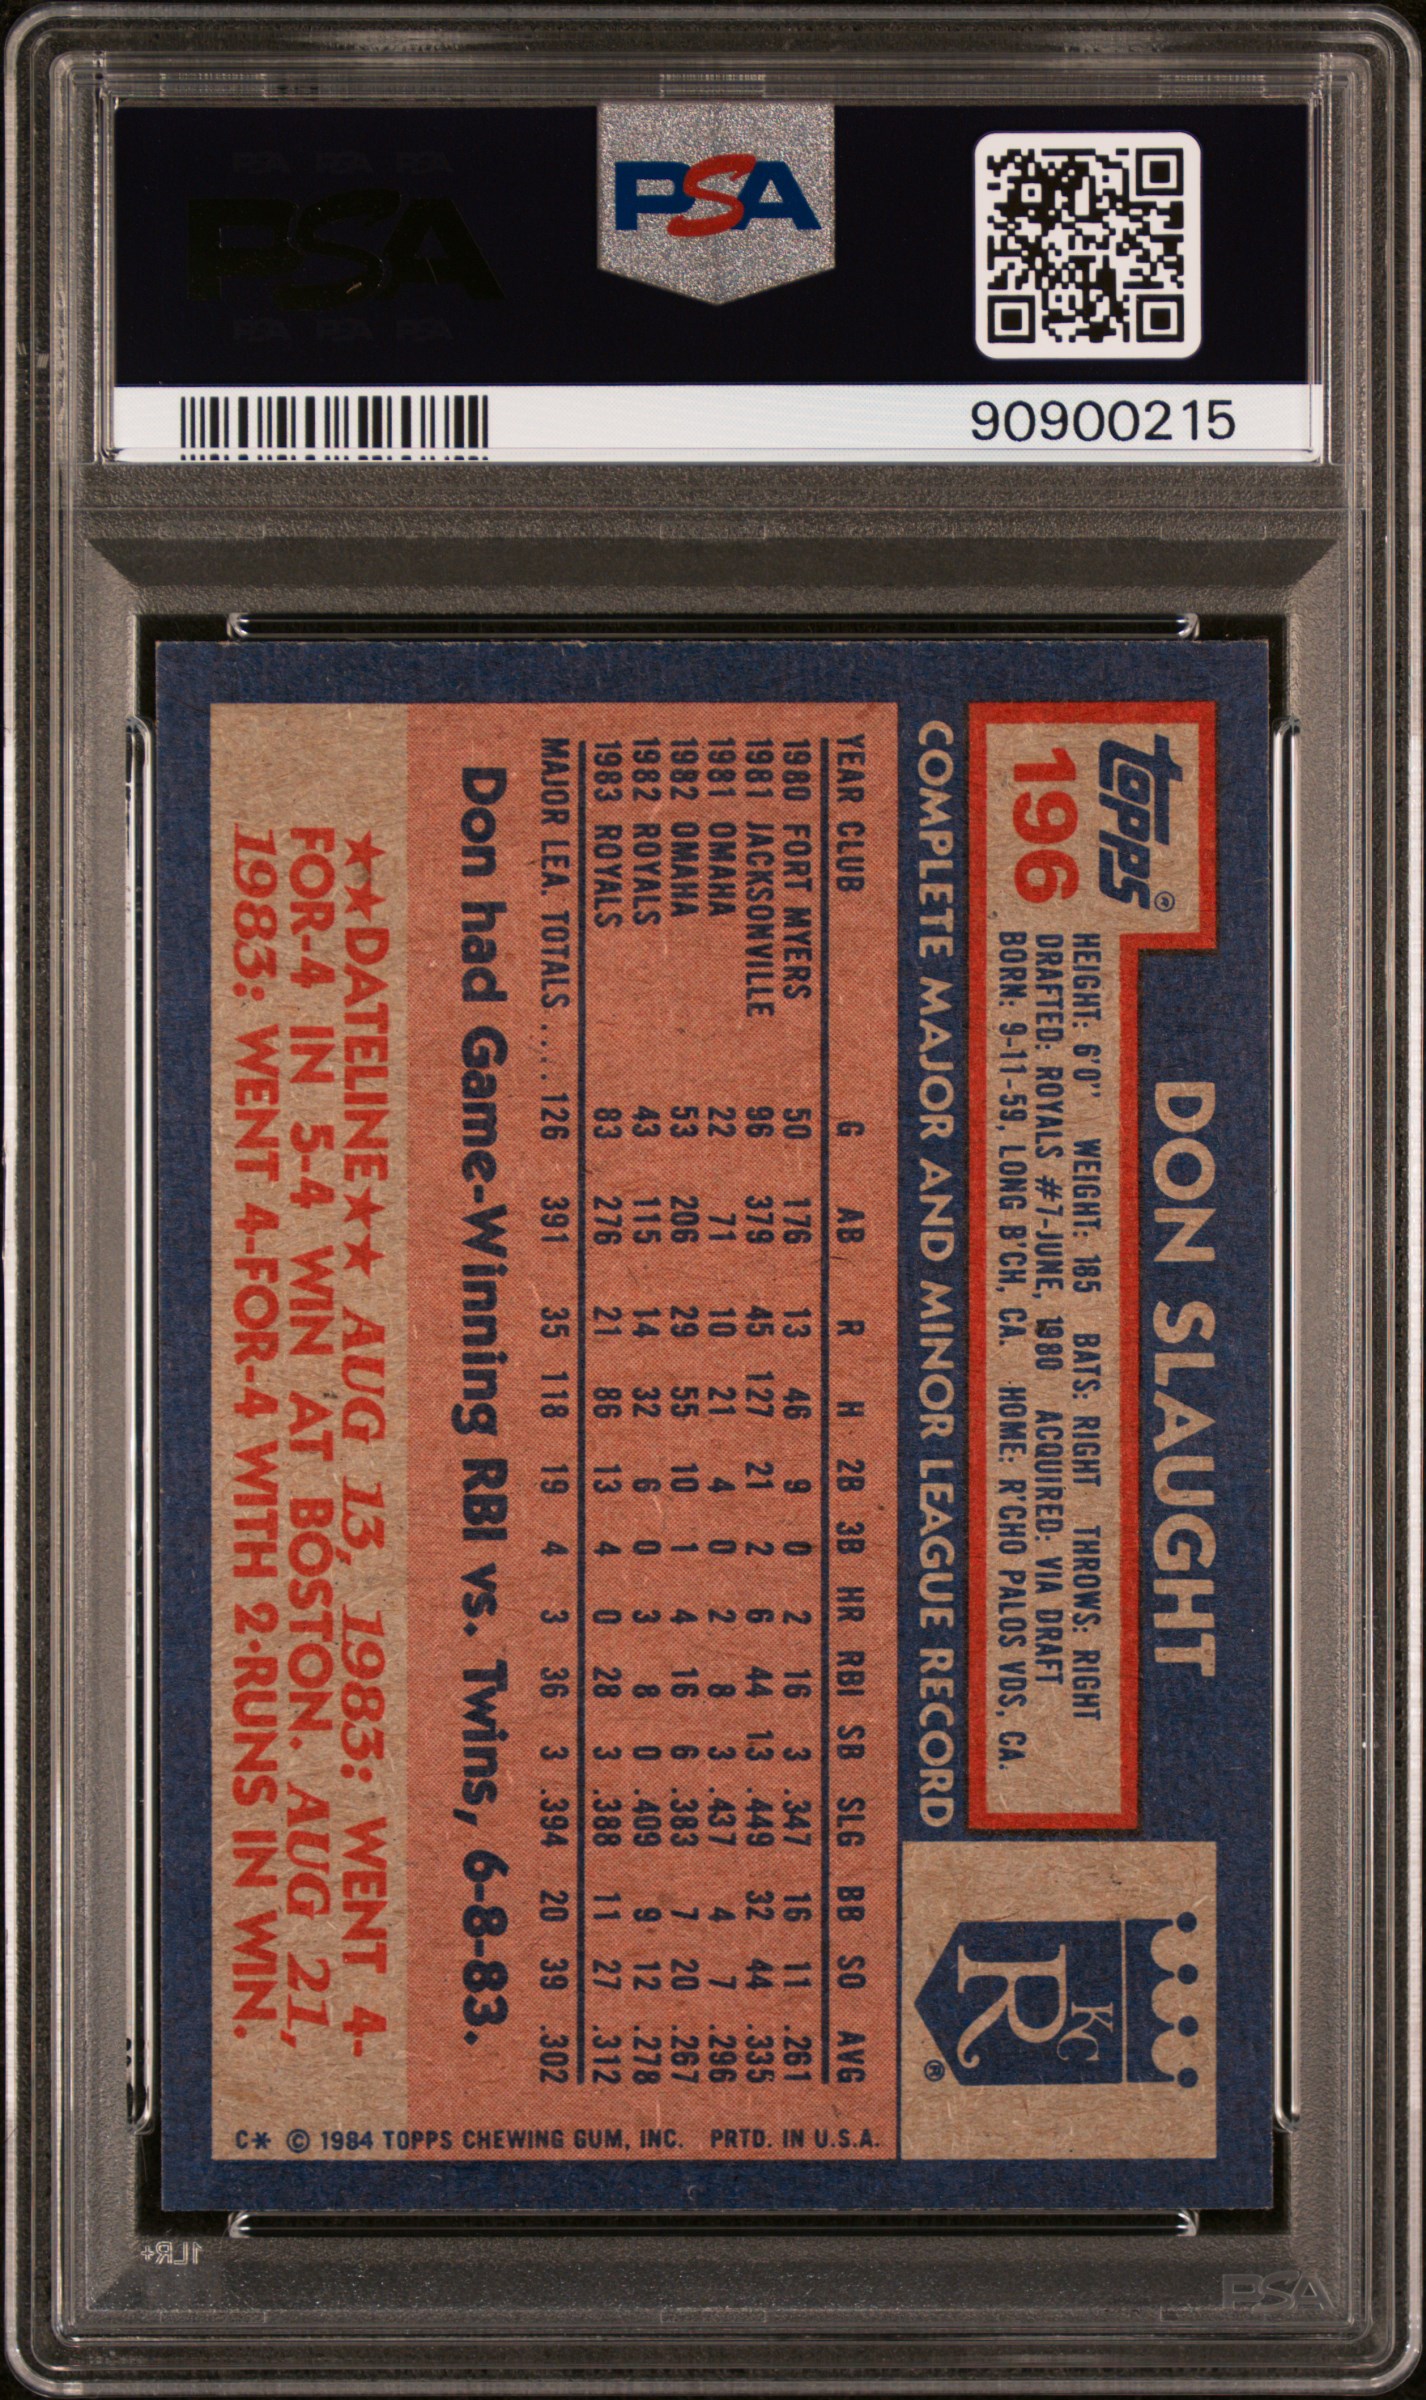 PSA PSA PSA
PSA
PSA PSA PSA
PSA
90900215
topps®
196
DON SLAUGHT
HEIGHT: 6'0" WEIGHT: 185 BATS: RIGHT THROWS: RIGHT
DRAFTED: ROYALS #7-JUNE, 1980 ACQUIRED: VIA DRAFT
BORN: 9-11-59, LONG B'CH, CA. HOME: R'CHO PALOS VDS, CA.
KC
R
®
COMPLETE MAJOR AND MINOR LEAGUE RECORD
YEAR CLUB G AB R H 2B 3B HR RBI SB SLG BB SO AVG
1980 FORT MYERS 50 176 13 46 9 0 2 16 3 .347 16 11 .261
1981 JACKSONVILLE 96 379 45 127 21 2 6 44 13 .449 32 44 .335
1981 OMAHA 22 71 10 21 4 0 2 8 3 .437 4 7 .296
1982 OMAHA 53 206 29 55 10 1 4 16 6 .383 7 20 .267
1982 ROYALS 43 115 14 32 6 0 3 8 0 .409 9 12 .278
1983 ROYALS 83 276 21 86 13 4 0 28 3 .388 11 27 .312
MAJOR LEA. TOTALS .... 126 391 35 118 19 4 3 36 3 .394 20 39 .302
Don had Game-Winning RBI vs. Twins, 6-8-83.
★★DATELINE★★ AUG 13, 1983: WENT 4-
FOR-4 IN 5-4 WIN AT BOSTON. AUG 21,
1983: WENT 4-FOR-4 WITH 2-RUNS IN WIN.
C* © 1984 TOPPS CHEWING GUM, INC. PRTD. IN U.S.A.
1LR+
PSA